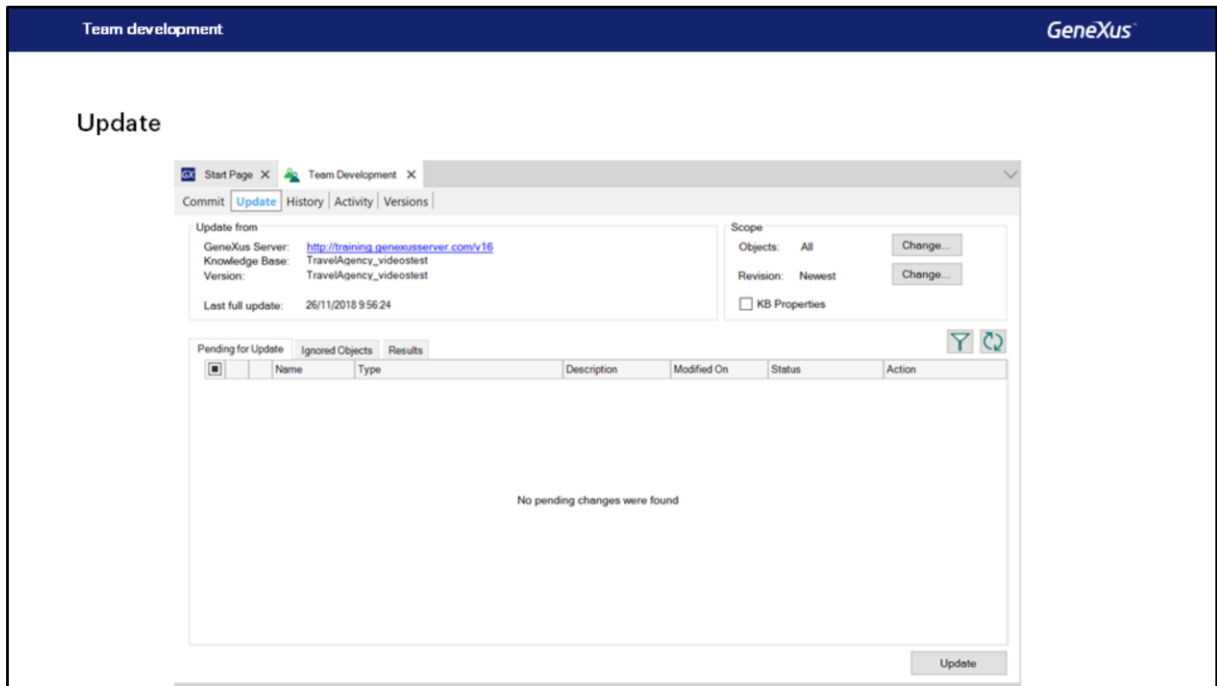 Team development
GeneXus™
Update
GX Start Page X Team Development X
Commit Update History Activity Versions
Update from
GeneXus Server: http://training.genexusserver.com/v16
Knowledge Base: TravelAgency_videostest
Version: TravelAgency_videostest
Last full update: 26/11/2018 9:56:24
Scope
Objects: All Change...
Revision: Newest Change...
KB Properties
Pending for Update Ignored Objects Results
Name Type Description Modified On Status Action
No pending changes were found
Update